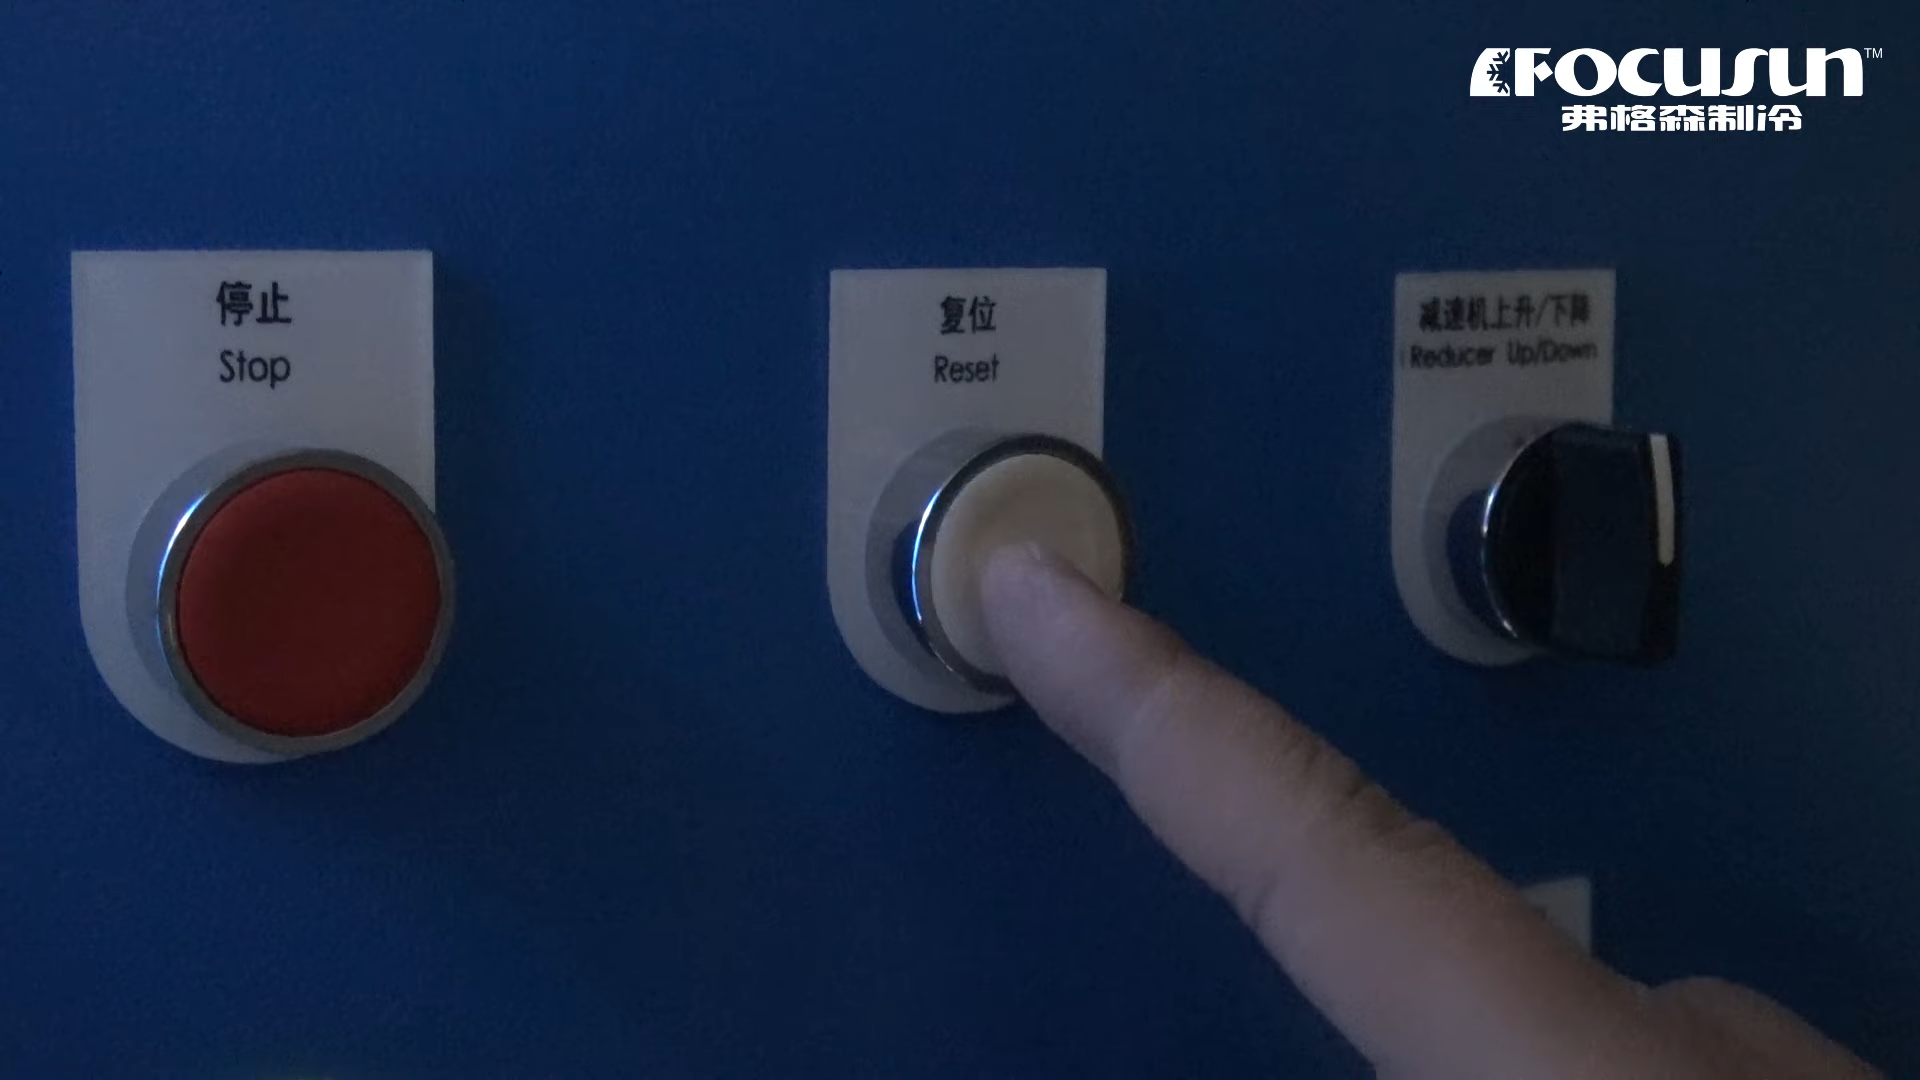 FOCUSUN™
弗格森制冷
停止
Stop
复位
Reset
减速机上升/下降
Reducer Up/Down